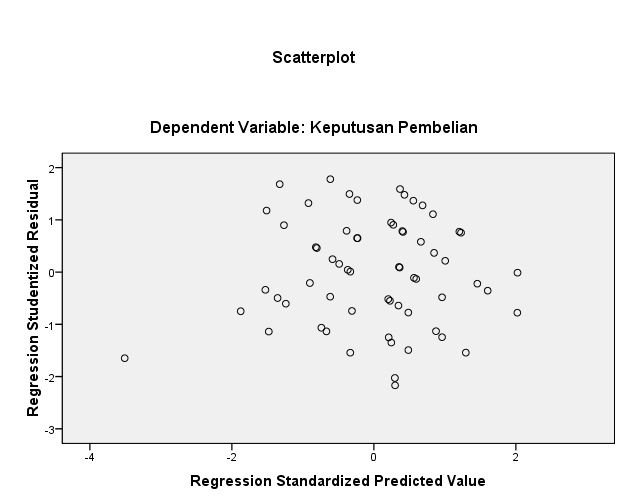 Scatterplot
Dependent Variable: Keputusan Pembelian
Regression Studentized Residual
2
1
0
-1
-2
-3
-4
-2
0
2
Regression Standardized Predicted Value